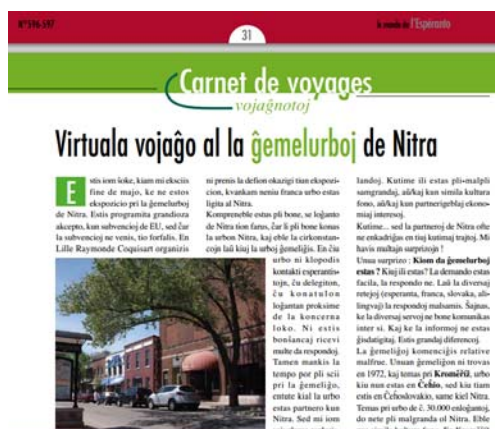 N°596-597
31
le monde de l'Espéranto
Carnet de voyages
vojaĝnotoj
Virtuala vojaĝo al la ĝemelurboj de Nitra
Estis iom ŝoke, kiam mi eksciis
fine de majo, ke ne estos
ekspozicio pri la ĝemelurboj
de Nitra. Estis programita grandioza
akcepto, kun subvencioj de EU, sed ĉar
la subvencioj ne venis, tio forfalis. En
Lille Raymonde Coquisart organizis
ni prenis la defion okazigi tiun ekspozi-
cion, kvankam neniu franca urbo estas
ligita al Nitra.
Kompreneble estus pli bone, se loĝanto
de Nitra tion farus, ĉar li pli bone konas
la urbon Nitra, kaj eble la cirkonstan-
cojn laŭ kiuj la urboj ĝemeliĝis. En ĉiu
urbo ni klopodis
kontakti esperantis-
tojn, ĉu delegiton,
ĉu konatulon
loĝantan proksime
de la koncerna
loko. Ni estis
bonŝancaj ricevi
multe da respondoj.
Tamen mankis la
tempo por pli scii
pri la ĝemeliĝo,
entute kial la urbo
estas partnero kun
Nitra. Sed mi iom
landoj. Kutime ili estas pli-malpli
samgrandaj, aŭ/kaj kun simila kultura
fono, aŭ/kaj kun partnerigeblaj ekono-
miaj interesoj.
Kutime... sed la partneroj de Nitra ofte
ne enkadriĝas en tiuj kutimaj trajtoj. Mi
havis multajn surprizojn !
Unua surprizo : Kiom da ĝemelurboj
estas ? Kiuj ili estas? La demando estas
facila, la respondo ne. Laŭ la diversaj
retejoj (esperanta, franca, slovaka, ali-
lingvaj) la respondoj malsamis. Ŝajnas,
ke la diversaj servoj ne bone komunikas
inter si. Kaj ke la informoj ne estas
ĝisdatigitaj. Estis grandaj diferencoj.
La ĝemeliĝoj komenciĝis relative
malfrue. Unuan ĝemeliĝon ni trovas
en 1972, kaj temas pri Kroměříž, urbo
kiu nun estas en Ĉeĥio, sed kiu tiam
estis en Ĉeĥoslovakio, same kiel Nitra.
Temas pri urbo de ĉ. 30.000 enloĝantoj,
do nete pli malgranda ol Nitra. Eble